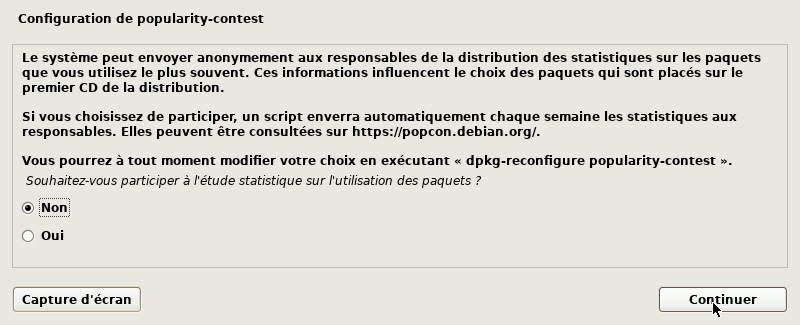 Configuration de popularity-contest
Le système peut envoyer anonymement aux responsables de la distribution des statistiques sur les paquets
que vous utilisez le plus souvent. Ces informations influencent le choix des paquets qui sont placés sur le
premier CD de la distribution.
Si vous choisissez de participer, un script enverra automatiquement chaque semaine les statistiques aux
responsables. Elles peuvent être consultées sur https://popcon.debian.org/.
Vous pourrez à tout moment modifier votre choix en exécutant « dpkg-reconfigure popularity-contest ».
Souhaitez-vous participer à l'étude statistique sur l'utilisation des paquets ?
Non
Oui
Capture d'écran
Continuer